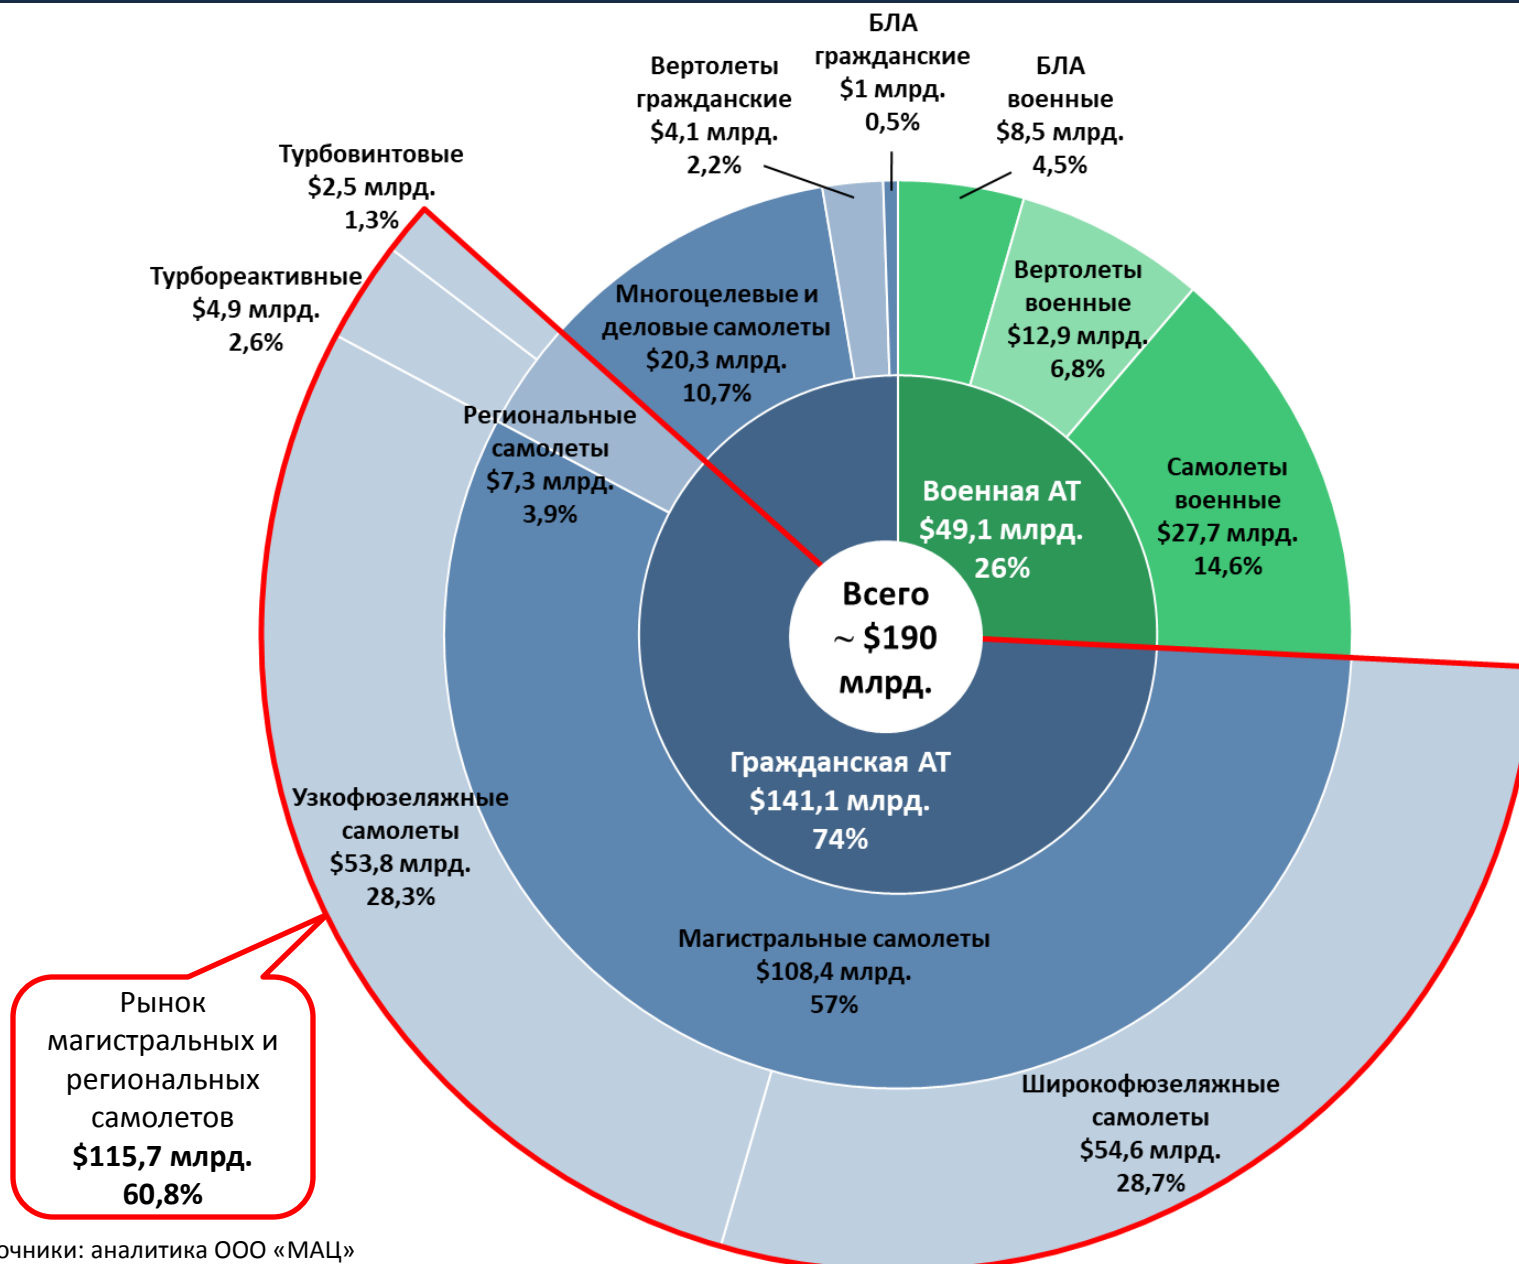 БЛА
гражданские
$1 млрд.
0,5%
Вертолеты
гражданские
$4,1 млрд.
2,2%
БЛА
военные
$8,5 млрд.
4,5%
Турбовинтовые
$2,5 млрд.
1,3%
Турбореактивные
$4,9 млрд.
2,6%
Многоцелевые и
деловые самолеты
$20,3 млрд.
10,7%
Вертолеты
военные
$12,9 млрд.
6,8%
Региональные
самолеты
$7,3 млрд.
3,9%
Самолеты
военные
$27,7 млрд.
14,6%
Военная АТ
$49,1 млрд.
26%
Всего
~ $190
млрд.
Гражданская АТ
$141,1 млрд.
74%
Узкофюзеляжные
самолеты
$53,8 млрд.
28,3%
Магистральные самолеты
$108,4 млрд.
57%
Широкофюзеляжные
самолеты
$54,6 млрд.
28,7%
Рынок
магистральных и
региональных
самолетов
$115,7 млрд.
60,8%
очники: аналитика ООО «МАЦ»